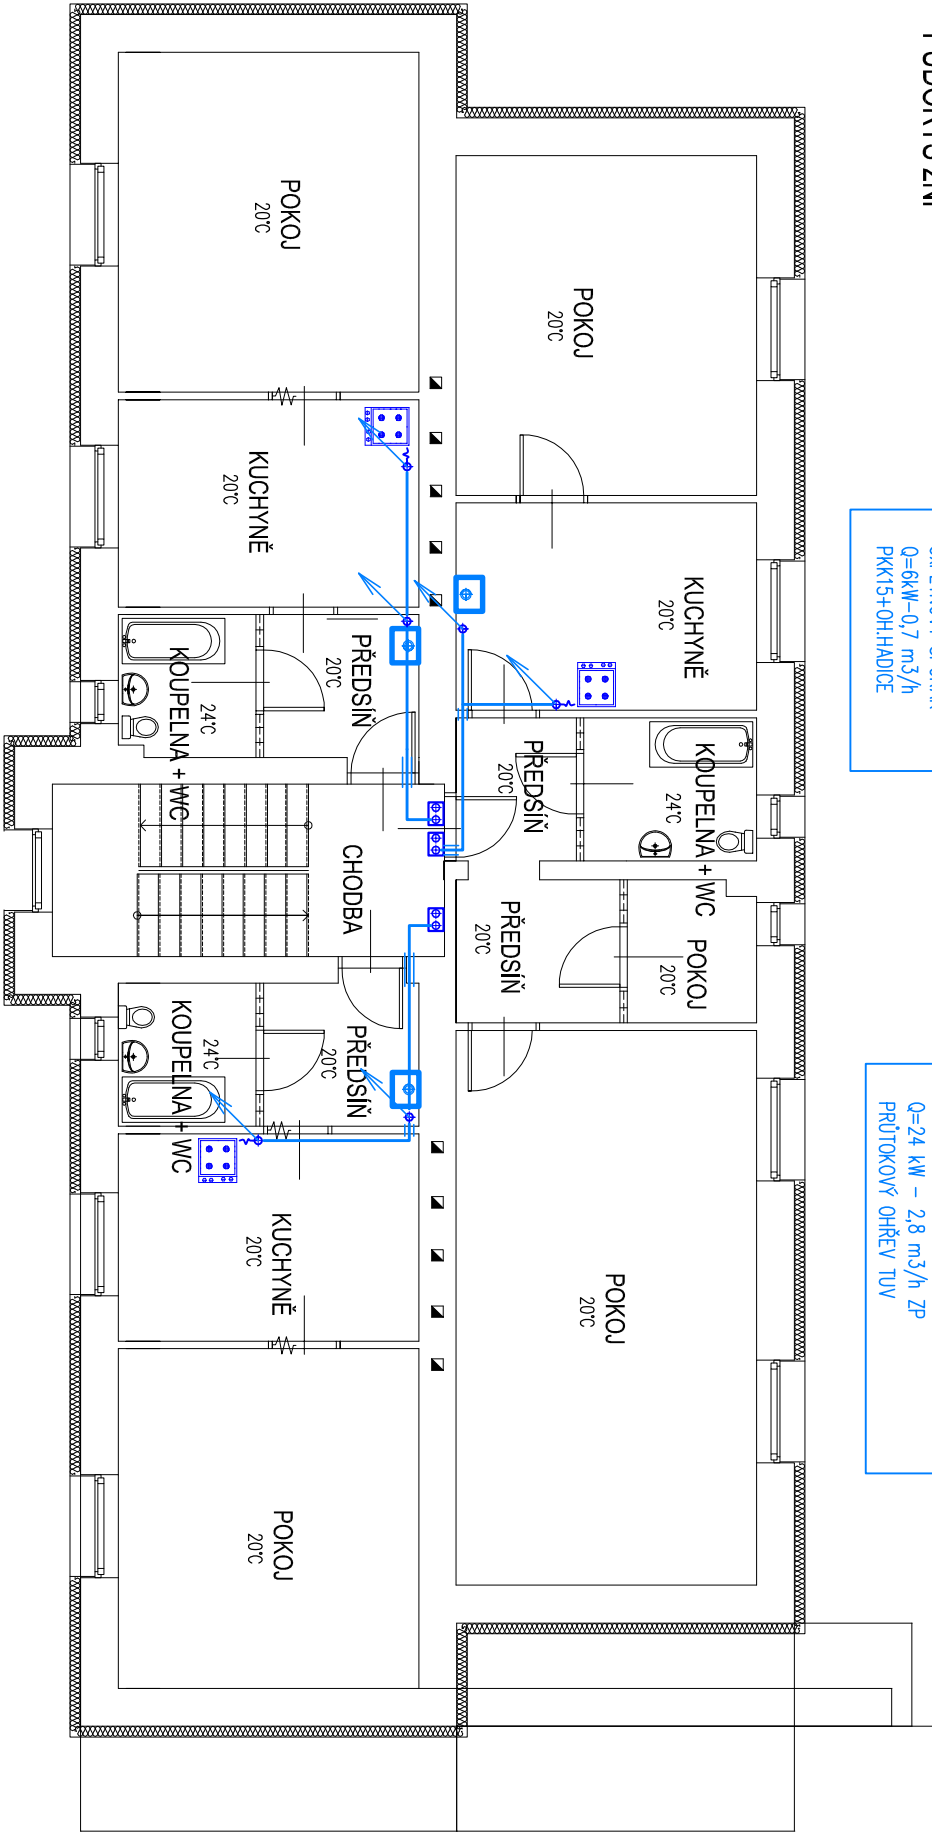 Q=6kW-0,7 m3/h
PKK15+OH.HADICE
Q=24 kW - 2,8 m3/h ZP
PRŮTOKOVÝ OHŘEV TUV
POKOJ
20°C
KUCHYNĚ
20°C
KOUPELNA + WC
24°C
PŘEDSÍŇ
20°C
PŘEDSÍŇ
20°C
POKOJ
20°C
POKOJ
20°C
POKOJ
20°C
KUCHYNĚ
20°C
PŘEDSÍŇ
20°C
KOUPELNA + WC
24°C
CHODBA
PŘEDSÍŇ
20°C
KOUPELNA + WC
24°C
KUCHYNĚ
20°C
POKOJ
20°C